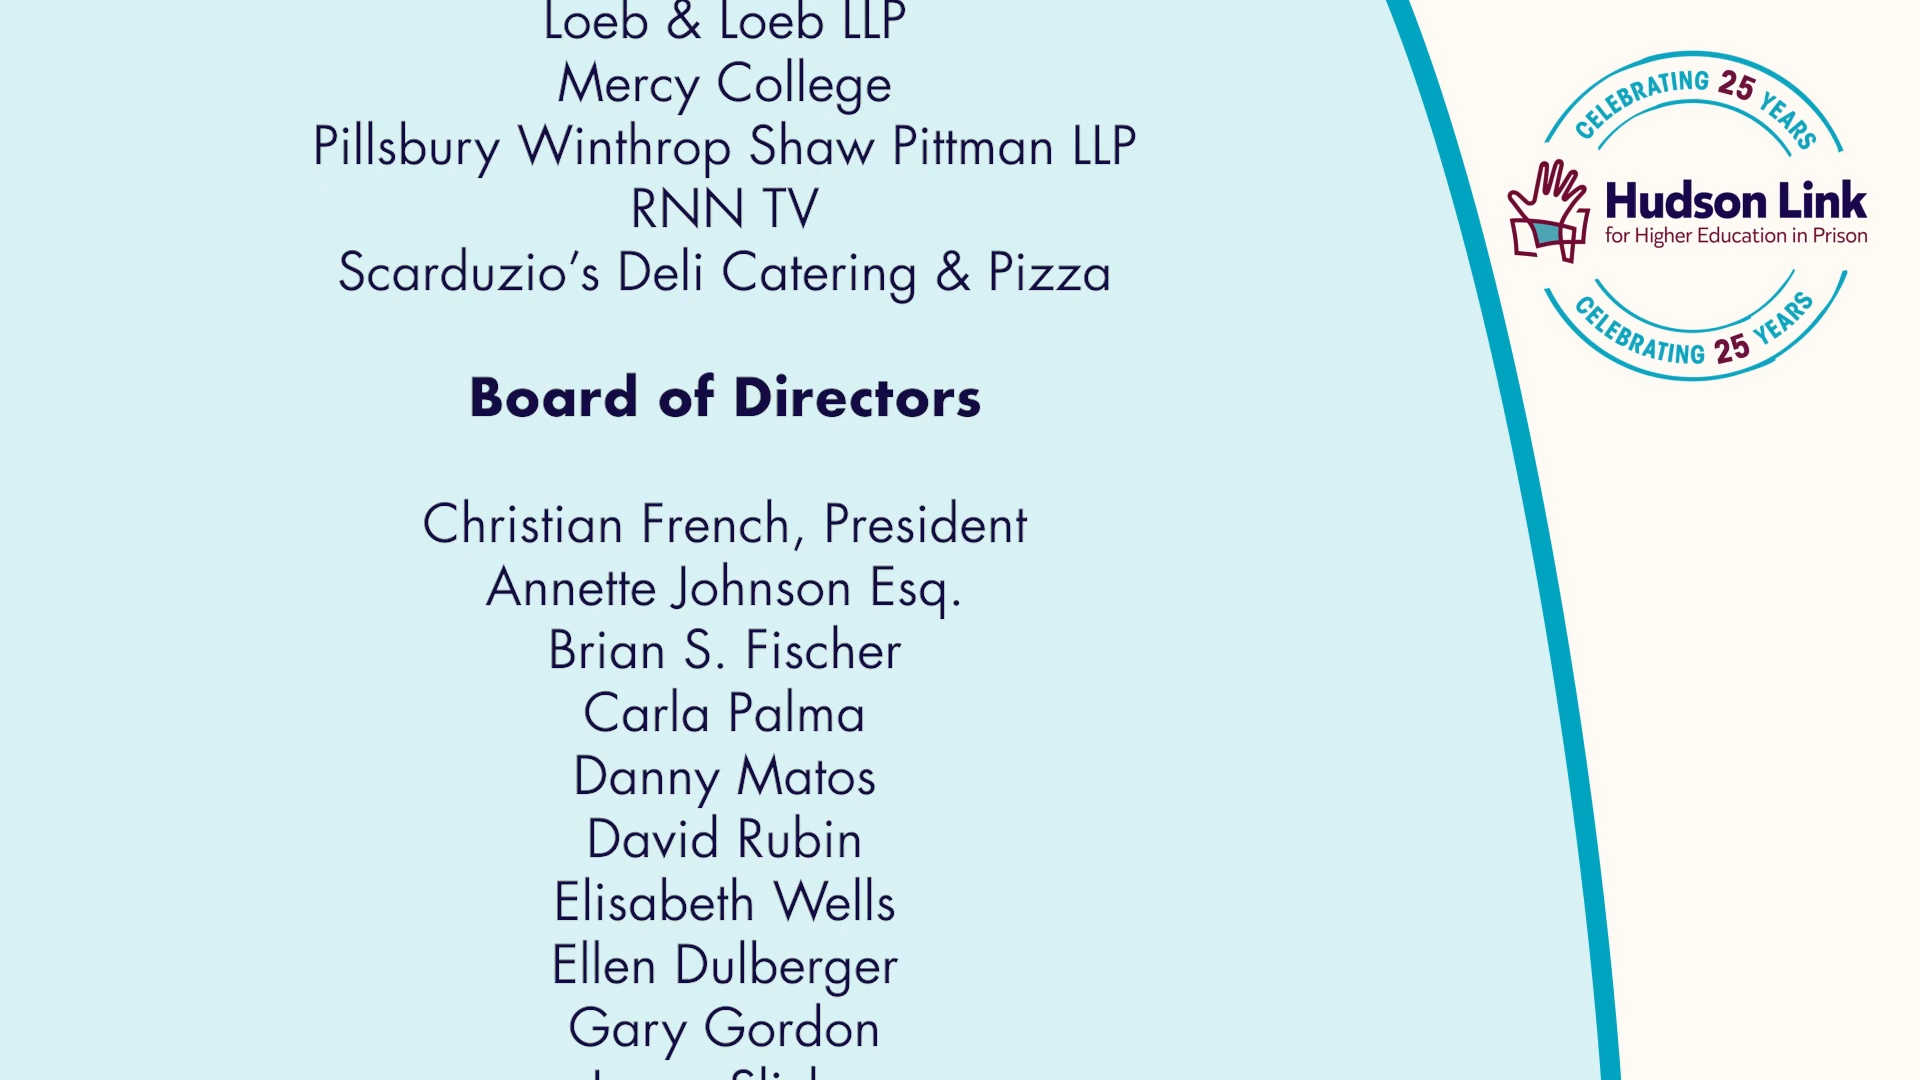 Loeb & Loeb LLP
Mercy College
Pillsbury Winthrop Shaw Pittman LLP
RNN TV
Scarduzio’s Deli Catering & Pizza
Board of Directors
Christian French, President
Annette Johnson Esq.
Brian S. Fischer
Carla Palma
Danny Matos
David Rubin
Elisabeth Wells
Ellen Dulberger
Gary Gordon
CELEBRATING 25 YEARS
Hudson Link
for Higher Education in Prison
CELEBRATING 25 YEARS